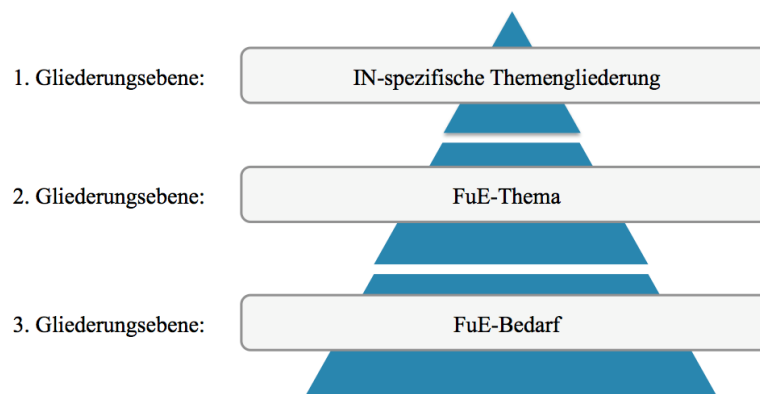 1. Gliederungsebene: IN-spezifische Themengliederung
2. Gliederungsebene: FuE-Thema
3. Gliederungsebene: FuE-Bedarf